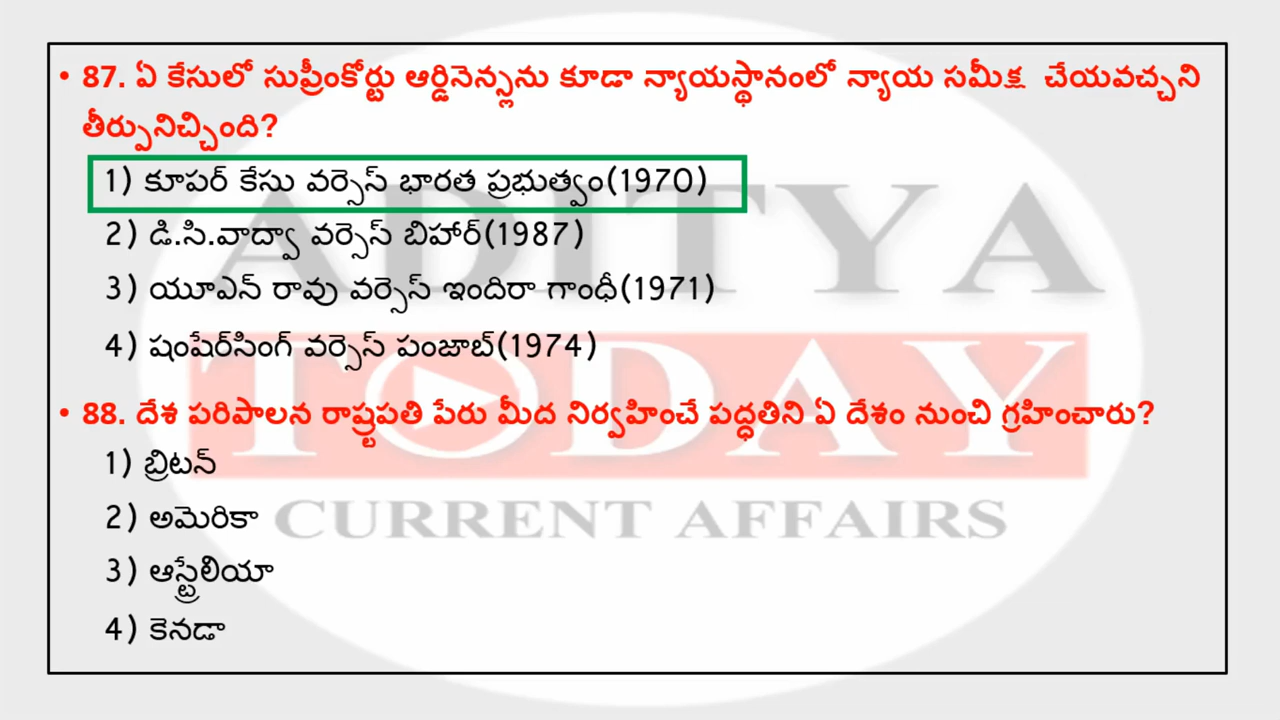 • 87. ఏ కేసులో సుప్రీంకోర్టు ఆర్డినెన్స్లను కూడా న్యాయస్థానంలో న్యాయ సమీక్ష చేయవచ్చని
తీర్పునిచ్చింది?
1) కూపర్ కేసు వర్సెస్ భారత ప్రభుత్వం(1970)
2) డి.సి.వాద్వా వర్సెస్ బిహార్(1987)
3) యూఎన్ రావు వర్సెస్ ఇందిరా గాంధీ(1971)
4) షంషేర్‌సింగ్ వర్సెస్ పంజాబ్(1974)
• 88. దేశ పరిపాలన రాష్ట్రపతి పేరు మీద నిర్వహించే పద్ధతిని ఏ దేశం నుంచి గ్రహించారు?
1) బ్రిటన్
2) అమెరికా
3) ఆస్ట్రేలియా
4) కెనడా
ADITYA
TODAY
CURRENT AFFAIRS